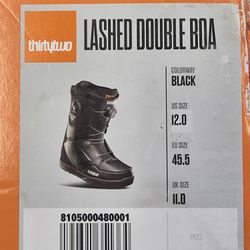 thirtytwo
LASHED DOUBLE BOA
COLORWAY
BLACK
US SIZE
12.0
EU SIZE
45.5
UK SIZE
11.0
8105000480001
PRICE